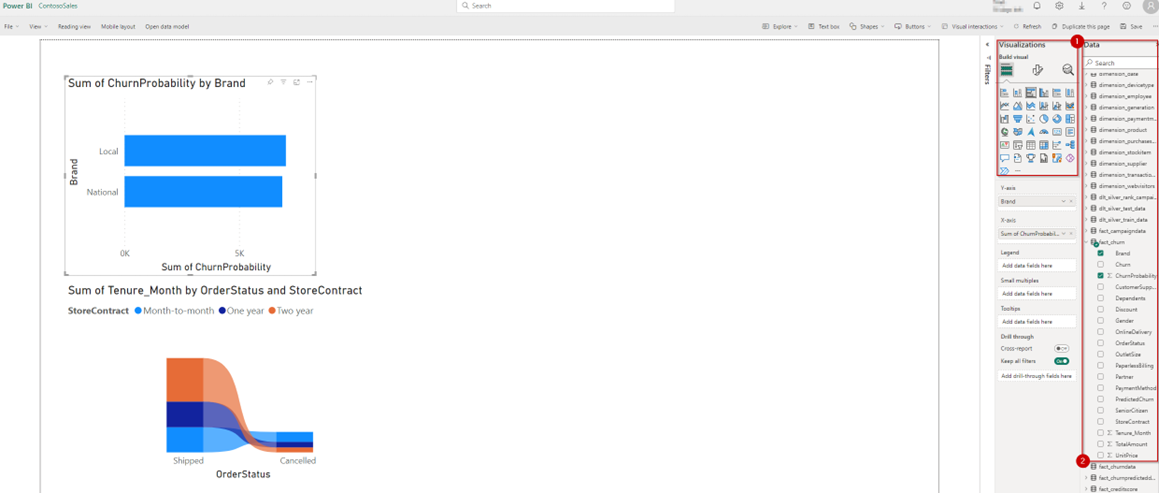 Power BI ContosoSales
Search
File View Reading view Mobile layout Open data model
Explore Text box Shapes Buttons Visual interactions Refresh Duplicate this page Save
Sum of ChurnProbability by Brand
Local
National
Brand
0K 5K
Sum of ChurnProbability
Sum of Tenure_Month by OrderStatus and StoreContract
StoreContract Month-to-month One year Two year
Shipped Cancelled
OrderStatus
Filters
Visualizations
1
Build visual
Y-axis
Brand
X-axis
Sum of ChurnProbabil...
Legend
Add data fields here
Small multiples
Add data fields here
Tooltips
Add data fields here
Drill through
Cross-report Off
Keep all filters On
Add drill-through fields here
Data
Search
dimension_date
dimension_devicetype
dimension_employee
dimension_generation
dimension_paymentm...
dimension_product
dimension_purchases...
dimension_stockitem
dimension_supplier
dimension_transactio...
dimension_webvisitors
dlt_silver_rank_campai...
dlt_silver_test_data
dlt_silver_train_data
fact_campaigndata
fact_churn
Brand
Churn
ChurnProbability
CustomerSupp...
Dependents
Discount
Gender
OnlineDelivery
OrderStatus
OutletSize
PaperlessBilling
Partner
PaymentMethod
PredictedChurn
SeniorCitizen
StoreContract
Tenure_Month
TotalAmount
UnitPrice
2
fact_churndata
fact_churnpredictedd...
fact_creditscore